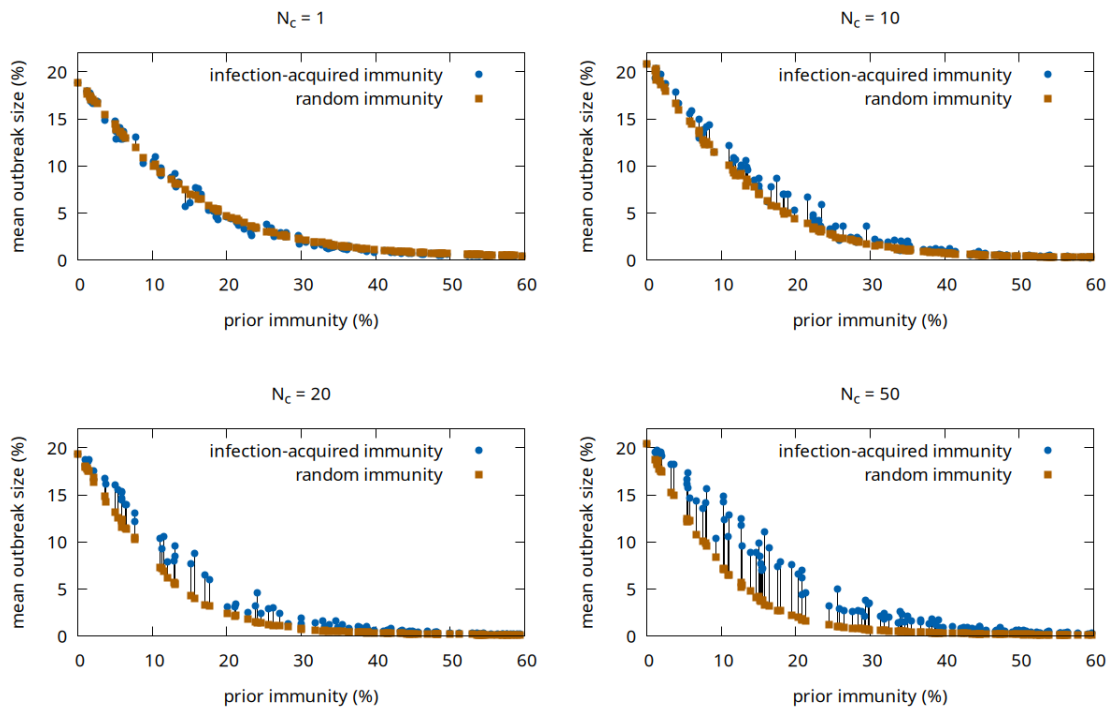 N_c = 1
mean outbreak size (%)
infection-acquired immunity
random immunity
20
15
10
5
0
0 10 20 30 40 50 60
prior immunity (%)
N_c = 10
mean outbreak size (%)
infection-acquired immunity
random immunity
20
15
10
5
0
0 10 20 30 40 50 60
prior immunity (%)
N_c = 20
mean outbreak size (%)
infection-acquired immunity
random immunity
20
15
10
5
0
0 10 20 30 40 50 60
prior immunity (%)
N_c = 50
mean outbreak size (%)
infection-acquired immunity
random immunity
20
15
10
5
0
0 10 20 30 40 50 60
prior immunity (%)